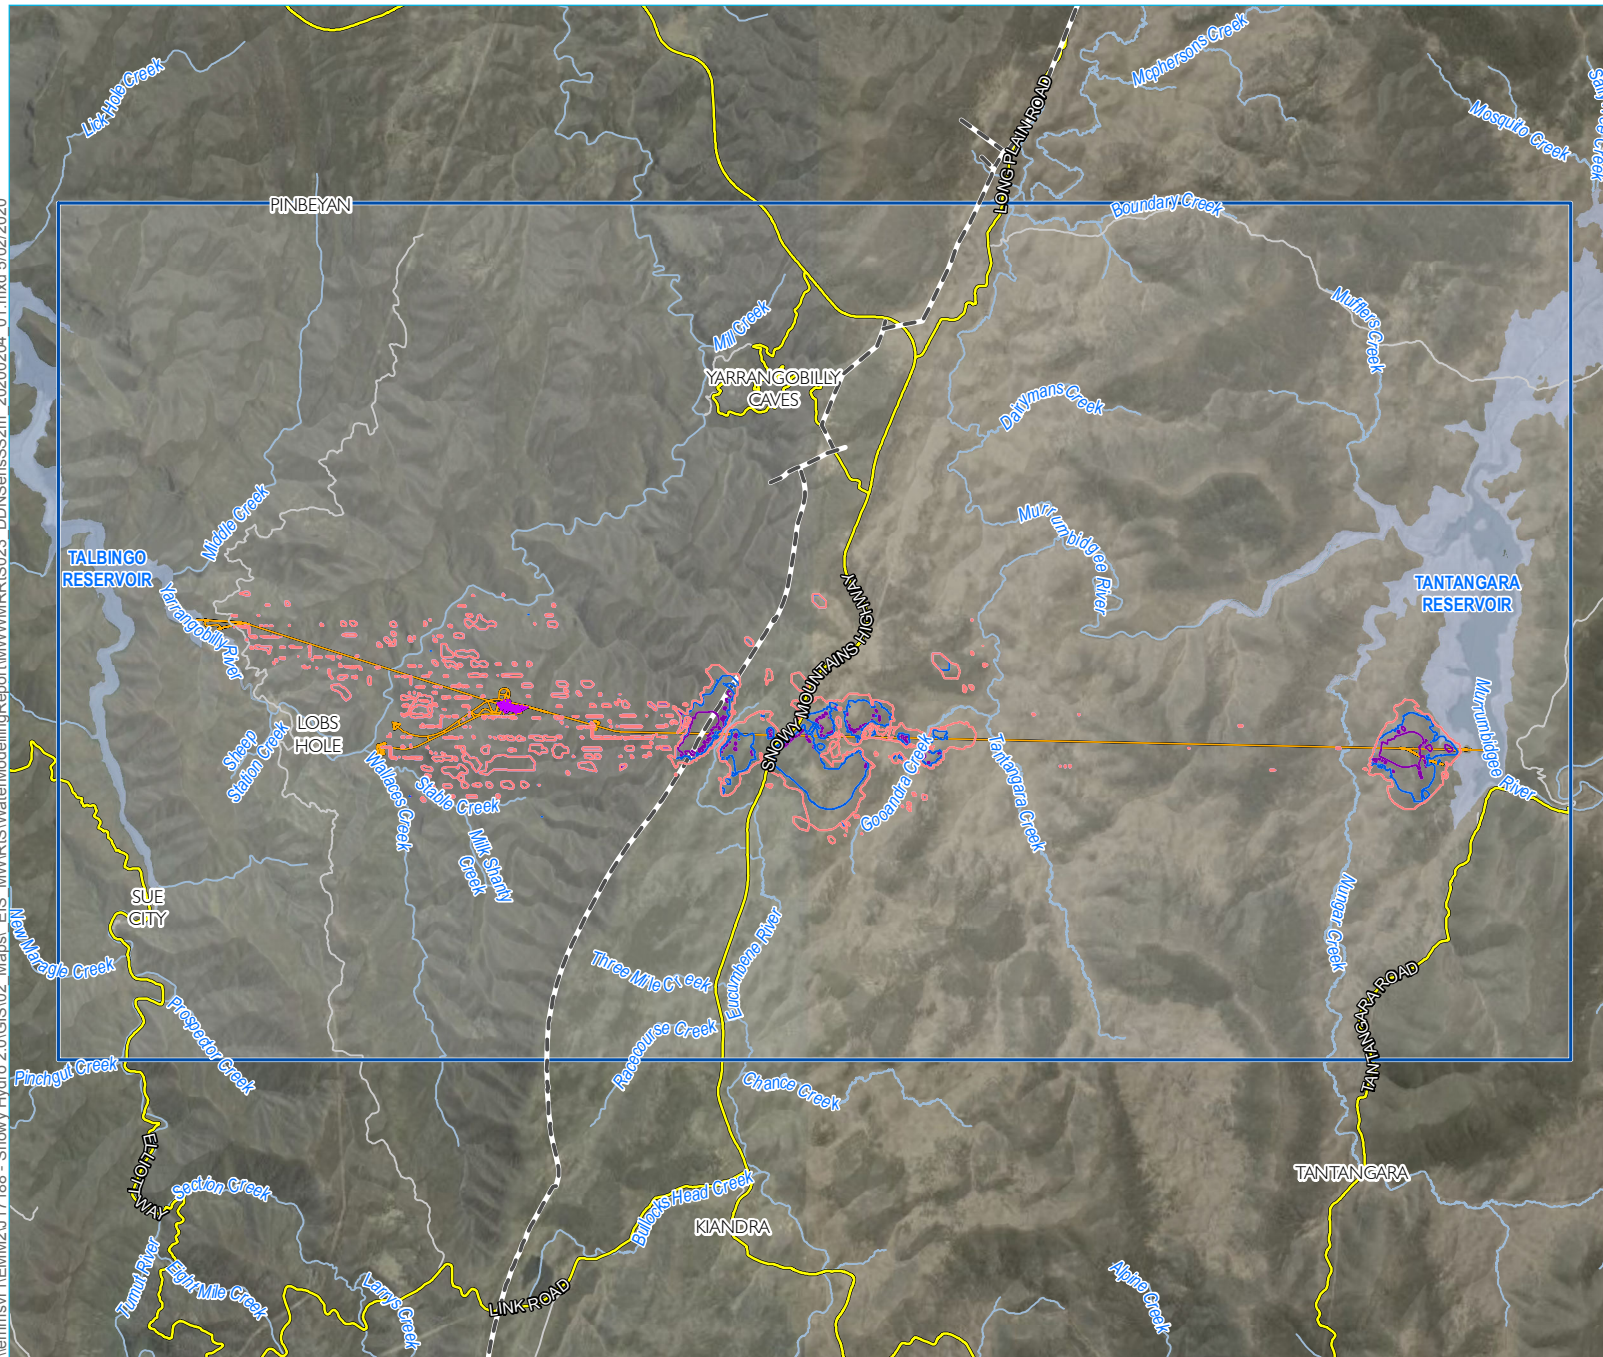 Mcphersons Creek
Lick Hole Creek
LONG PLAIN ROAD
Mosquito Creek
PINBEYAN
Boundary Creek
Mill Creek
Mufflers Creek
YARRANGOBILLY
CAVES
Dairymans Creek
Middle Creek
Murrumbidgee River
TALBINGO
RESERVOIR
TANTANGARA
RESERVOIR
Yarrangobilly River
SNOWY MOUNTAINS HIGHWAY
LOBS
HOLE
Sheep
Station Creek
Wallaces Creek
Stable Creek
Milk Shanty
Creek
Gooandra Creek
Tantangara Creek
Murrumbidgee River
SUE
CITY
Nungar Creek
New Maragle Creek
Three Mile Creek
Eucumbene River
TANTANGARA ROAD
Prospector Creek
Racecourse Creek
Pinchgut Creek
Chance Creek
ELLIOTT
WAY
Section Creek
Bullocks Head Creek
TANTANGARA
KIANDRA
Tumut River
Eight Mile Creek
Larrys Creek
LINK ROAD
Alpine Creek